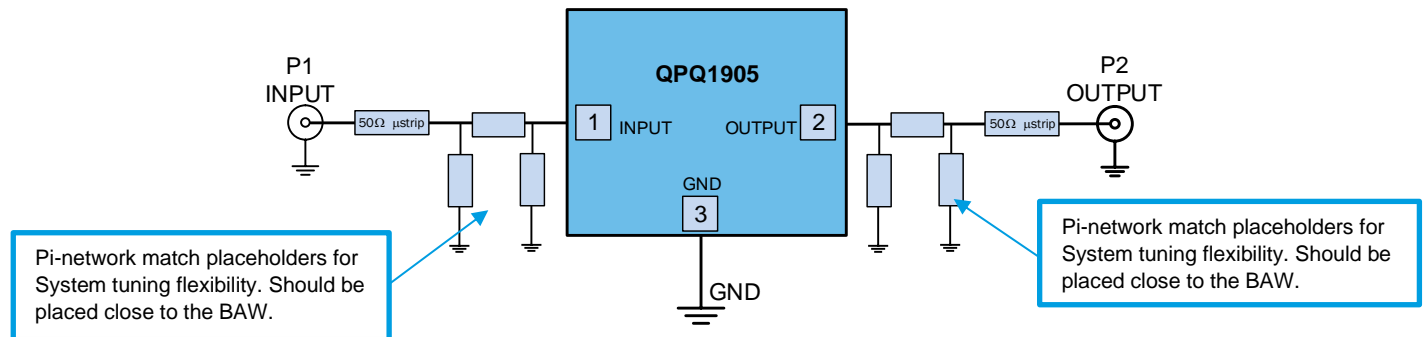 QPQ1905
P1
INPUT
P2
OUTPUT
50Ω μstrip
1
INPUT
OUTPUT
2
50Ω μstrip
GND
3
Pi-network match placeholders for
System tuning flexibility. Should be
placed close to the BAW.
Pi-network match placeholders for
System tuning flexibility. Should be
placed close to the BAW.
GND